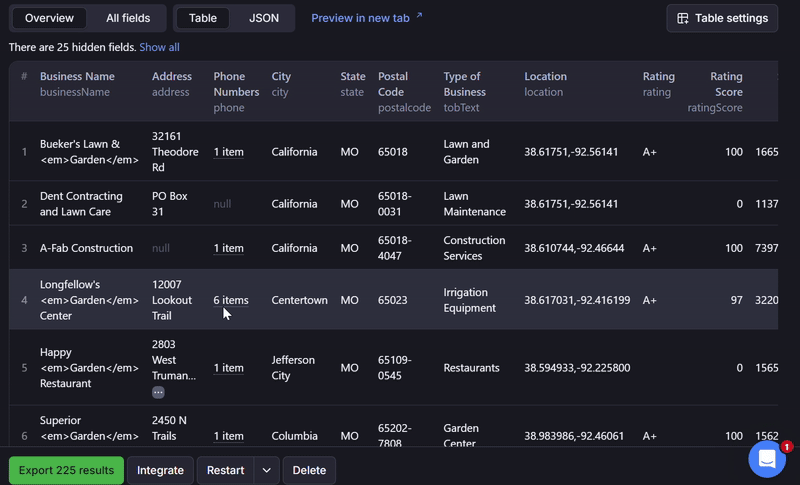 Overview All fields Table JSON Preview in new tab ↗ Table settings
There are 25 hidden fields. Show all
# Business Name Address Phone Numbers City State Postal Code Type of Business Location Rating Rating Score
businessName address phone city state postalcode tobText location rating ratingScore
1 Bueker's Lawn & <em>Garden</em> 32161 Theodore Rd 1 item California MO 65018 Lawn and Garden 38.61751,-92.56141 A+ 100 1665
2 Dent Contracting and Lawn Care PO Box 31 null California MO 65018-0031 Lawn Maintenance 38.61751,-92.56141 0 1137
3 A-Fab Construction null 1 item California MO 65018-4047 Construction Services 38.610744,-92.46644 A+ 100 7397
4 Longfellow's <em>Garden</em> Center 12007 Lookout Trail 6 items Centertown MO 65023 Irrigation Equipment 38.617031,-92.416199 A+ 97 3220
5 Happy <em>Garden</em> Restaurant 2803 West Truman... 1 item Jefferson City MO 65109-0545 Restaurants 38.594933,-92.225800 0 1565
6 Superior <em>Garden</em> 2450 N Trails 1 item Columbia MO 65202-7808 Garden Center 38.983986,-92.46061 A+ 100 1562
Export 225 results Integrate Restart Delete 1